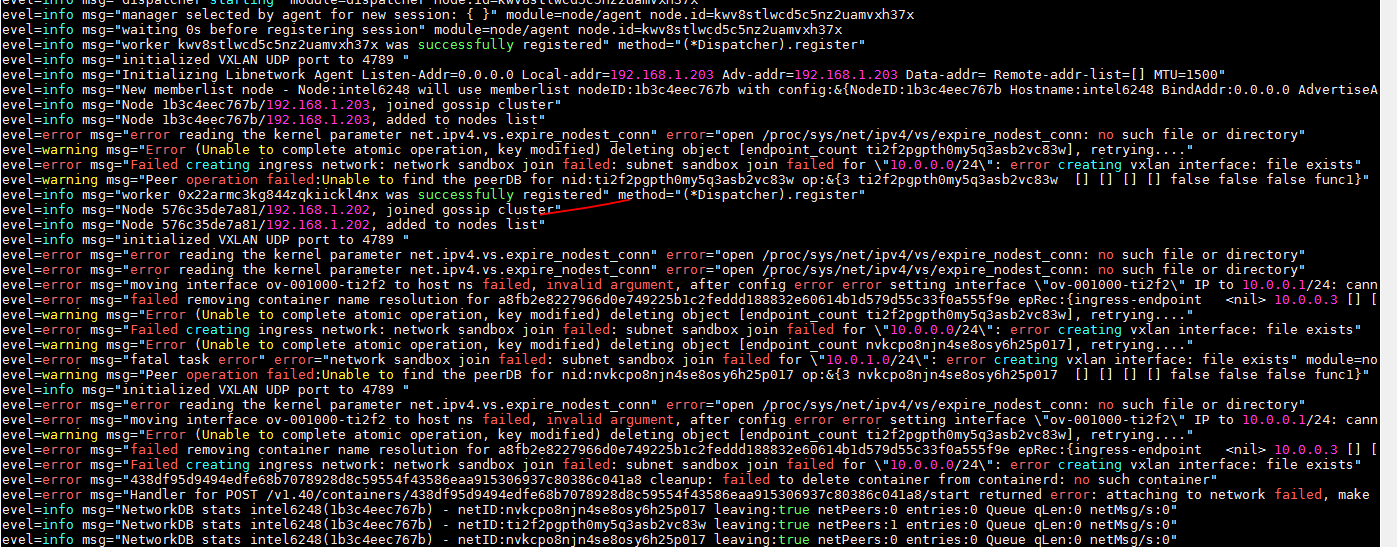 evel=info msg="dispatcher starting" module=dispatcher node.id=kwv8stlwcd5c5nz2uamvxh37x
evel=info msg="manager selected by agent for new session: { }" module=node/agent node.id=kwv8stlwcd5c5nz2uamvxh37x
evel=info msg="waiting 0s before registering session" module=node/agent node.id=kwv8stlwcd5c5nz2uamvxh37x
evel=info msg="worker kwv8stlwcd5c5nz2uamvxh37x was successfully registered" method="(*Dispatcher).register"
evel=info msg="initialized VXLAN UDP port to 4789 "
evel=info msg="Initializing Libnetwork Agent Listen-Addr=0.0.0.0 Local-addr=192.168.1.203 Adv-addr=192.168.1.203 Data-addr= Remote-addr-list=[] MTU=1500"
evel=info msg="New memberlist node - Node:intel6248 will use memberlist nodeID:1b3c4eec767b with config:&{NodeID:1b3c4eec767b Hostname:intel6248 BindAddr:0.0.0.0 AdvertiseA
evel=info msg="Node 1b3c4eec767b/192.168.1.203, joined gossip cluster"
evel=info msg="Node 1b3c4eec767b/192.168.1.203, added to nodes list"
evel=error msg="error reading the kernel parameter net.ipv4.vs.expire_nodest_conn" error="open /proc/sys/net/ipv4/vs/expire_nodest_conn: no such file or directory"
evel=warning msg="Error (Unable to complete atomic operation, key modified) deleting object [endpoint_count ti2f2pgpth0my5q3asb2vc83w], retrying...."
evel=error msg="Failed creating ingress network: network sandbox join failed: subnet sandbox join failed for \"10.0.0.0/24\": error creating vxlan interface: file exists"
evel=warning msg="Peer operation failed:Unable to find the peerDB for nid:ti2f2pgpth0my5q3asb2vc83w op:&{3 ti2f2pgpth0my5q3asb2vc83w  [] [] [] [] false false false func1}"
evel=info msg="worker 0x22armc3kg844zqkiickl4nx was successfully registered" method="(*Dispatcher).register"
evel=info msg="Node 576c35de7a81/192.168.1.202, joined gossip cluster"
evel=info msg="Node 576c35de7a81/192.168.1.202, added to nodes list"
evel=info msg="initialized VXLAN UDP port to 4789 "
evel=error msg="error reading the kernel parameter net.ipv4.vs.expire_nodest_conn" error="open /proc/sys/net/ipv4/vs/expire_nodest_conn: no such file or directory"
evel=error msg="error reading the kernel parameter net.ipv4.vs.expire_nodest_conn" error="open /proc/sys/net/ipv4/vs/expire_nodest_conn: no such file or directory"
evel=error msg="moving interface ov-001000-ti2f2 to host ns failed, invalid argument, after config error error setting interface \"ov-001000-ti2f2\" IP to 10.0.0.1/24: cann
evel=error msg="failed removing container name resolution for a8fb2e8227966d0e749225b1c2feddd188832e60614b1d579d55c33f0a555f9e epRec:{ingress-endpoint   <nil> 10.0.0.3 [] [
evel=warning msg="Error (Unable to complete atomic operation, key modified) deleting object [endpoint_count ti2f2pgpth0my5q3asb2vc83w], retrying...."
evel=error msg="Failed creating ingress network: network sandbox join failed: subnet sandbox join failed for \"10.0.0.0/24\": error creating vxlan interface: file exists"
evel=warning msg="Error (Unable to complete atomic operation, key modified) deleting object [endpoint_count nvkcpo8njn4se8osy6h25p017], retrying...."
evel=error msg="fatal task error" error="network sandbox join failed: subnet sandbox join failed for \"10.0.1.0/24\": error creating vxlan interface: file exists" module=no
evel=warning msg="Peer operation failed:Unable to find the peerDB for nid:nvkcpo8njn4se8osy6h25p017 op:&{3 nvkcpo8njn4se8osy6h25p017  [] [] [] [] false false false func1}"
evel=info msg="initialized VXLAN UDP port to 4789 "
evel=error msg="error reading the kernel parameter net.ipv4.vs.expire_nodest_conn" error="open /proc/sys/net/ipv4/vs/expire_nodest_conn: no such file or directory"
evel=error msg="moving interface ov-001000-ti2f2 to host ns failed, invalid argument, after config error error setting interface \"ov-001000-ti2f2\" IP to 10.0.0.1/24: cann
evel=warning msg="Error (Unable to complete atomic operation, key modified) deleting object [endpoint_count ti2f2pgpth0my5q3asb2vc83w], retrying...."
evel=error msg="failed removing container name resolution for a8fb2e8227966d0e749225b1c2feddd188832e60614b1d579d55c33f0a555f9e epRec:{ingress-endpoint   <nil> 10.0.0.3 [] [
evel=error msg="Failed creating ingress network: network sandbox join failed: subnet sandbox join failed for \"10.0.0.0/24\": error creating vxlan interface: file exists"
evel=error msg="438df95d9494edfe68b7078928d8c59554f43586eaa915306937c80386c041a8 cleanup: failed to delete container from containerd: no such container"
evel=error msg="Handler for POST /v1.40/containers/438df95d9494edfe68b7078928d8c59554f43586eaa915306937c80386c041a8/start returned error: attaching to network failed, make
evel=info msg="NetworkDB stats intel6248(1b3c4eec767b) - netID:nvkcpo8njn4se8osy6h25p017 leaving:true netPeers:0 entries:0 Queue qLen:0 netMsg/s:0"
evel=info msg="NetworkDB stats intel6248(1b3c4eec767b) - netID:ti2f2pgpth0my5q3asb2vc83w leaving:true netPeers:1 entries:0 Queue qLen:0 netMsg/s:0"
evel=info msg="NetworkDB stats intel6248(1b3c4eec767b) - netID:nvkcpo8njn4se8osy6h25p017 leaving:true netPeers:0 entries:0 Queue qLen:0 netMsg/s:0"